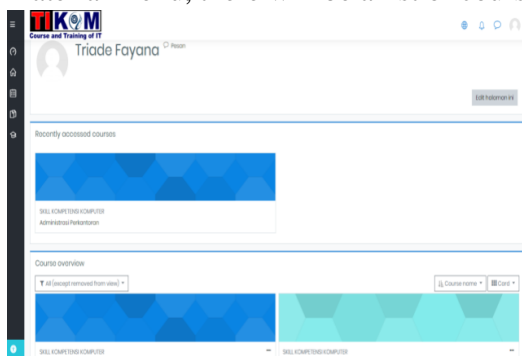 TIKOM
Course and Training of IT
Triade Fayana Pesan
Edit halaman ini
Recently accessed courses
SKILL KOMPETENSI KOMPUTER
Administrasi Perkantoran
Course overview
All (except removed from view)
Course name
Card
SKILL KOMPETENSI KOMPUTER
SKILL KOMPETENSI KOMPUTER